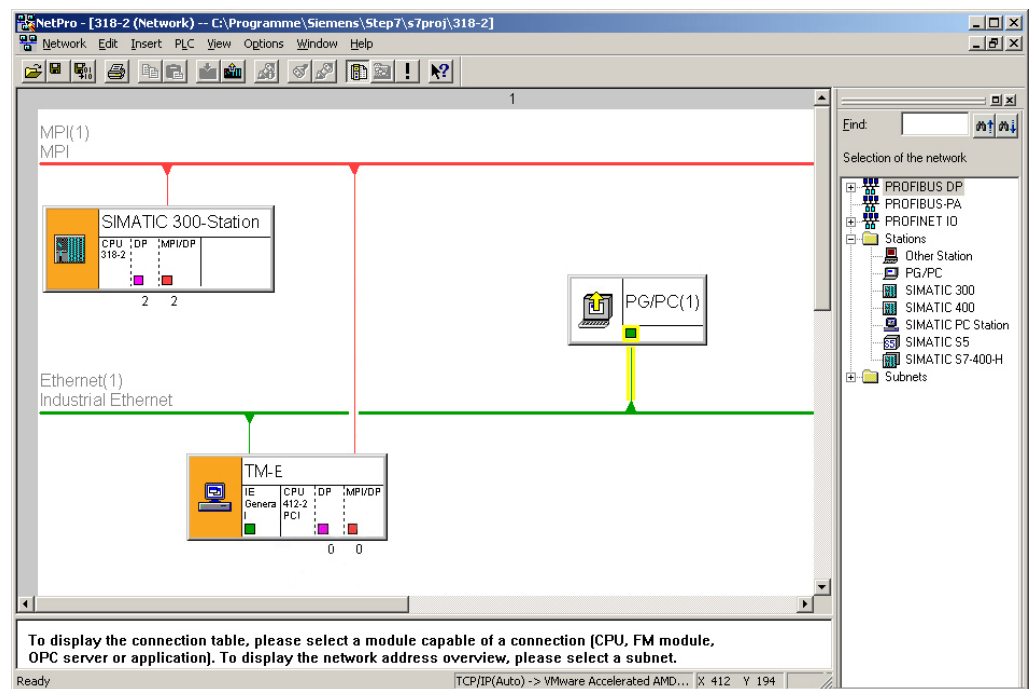 NetPro - [318-2 (Network) -- C:\Programme\Siemens\Step7\s7proj\318-2]
Network Edit Insert PLC View Options Window Help
1
MPI(1)
MPI
SIMATIC 300-Station
CPU 318-2
DP
MPI/DP
2 2
PG/PC(1)
Ethernet(1)
Industrial Ethernet
TM-E
IE Genera l
CPU 412-2 PCI
DP
MPI/DP
0 0
Find:
Selection of the network
PROFIBUS DP
PROFIBUS-PA
PROFINET IO
Stations
Other Station
PG/PC
SIMATIC 300
SIMATIC 400
SIMATIC PC Station
SIMATIC S5
SIMATIC S7-400-H
Subnets
To display the connection table, please select a module capable of a connection (CPU, FM module,
OPC server or application). To display the network address overview, please select a subnet.
Ready
TCP/IP(Auto) -> VMware Accelerated AMD...
X 412 Y 194